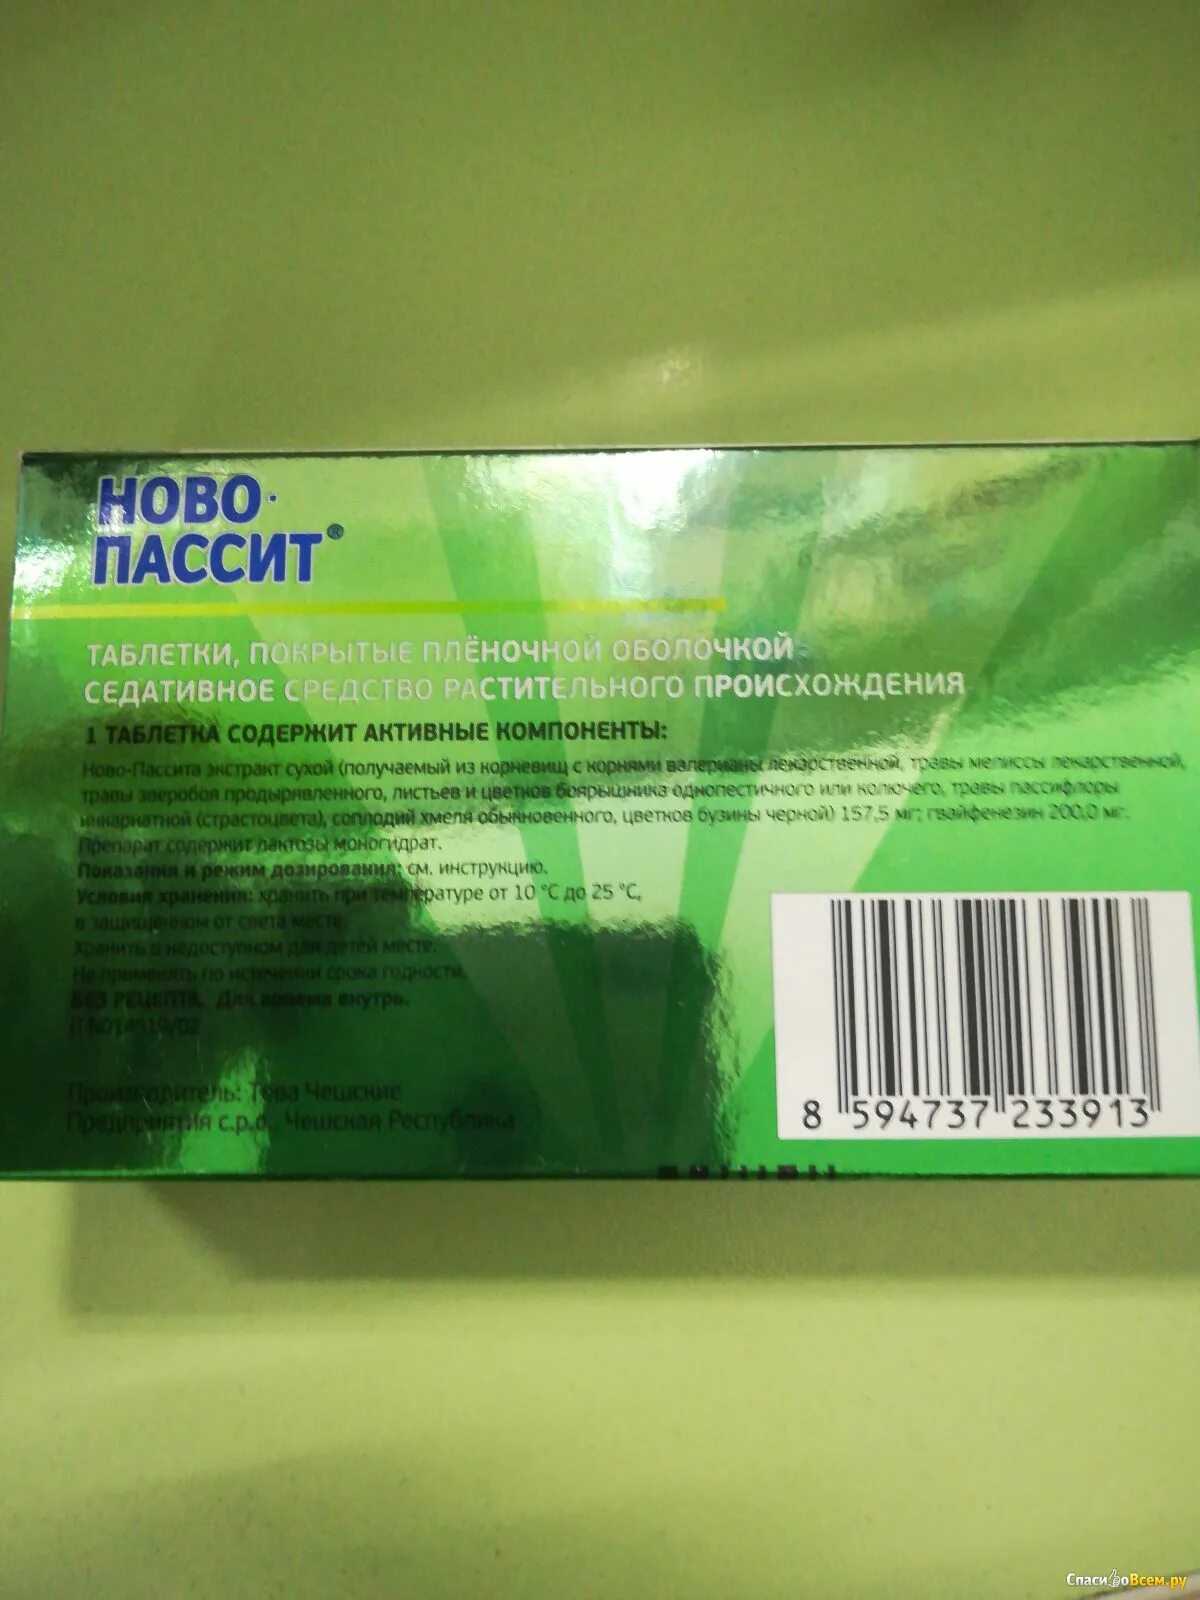 НОВО-
ПАССИТ®
ТАБЛЕТКИ, ПОКРЫТЫЕ ПЛЁНОЧНОЙ ОБОЛОЧКОЙ
СЕДАТИВНОЕ СРЕДСТВО РАСТИТЕЛЬНОГО ПРОИСХОЖДЕНИЯ
1 ТАБЛЕТКА СОДЕРЖИТ АКТИВНЫЕ КОМПОНЕНТЫ:
Ново-Пассита экстракт сухой (получаемый из корневищ с корнями валерианы лекарственной, травы мелиссы лекарственной,
травы зверобоя продырявленного, листьев и цветков боярышника однопестичного или колючего, травы пассифлоры
инкарнатной (страстоцвета), соплодий хмеля обыкновенного, цветков бузины черной) 157,5 мг; гвайфенезин 200,0 мг.
Препарат содержит лактозы моногидрат.
Показания и режим дозирования: см. инструкцию.
Условия хранения: хранить при температуре от 10 °С до 25 °С,
в защищенном от света месте.
Хранить в недоступном для детей месте.
Не применять по истечении срока годности.
БЕЗ РЕЦЕПТА. Для приема внутрь.
П N014519/02
Производитель: Тева Чешские
Предприятия с.р.о., Чешская Республика
8 594737 233913
СпасибоВсем.ру